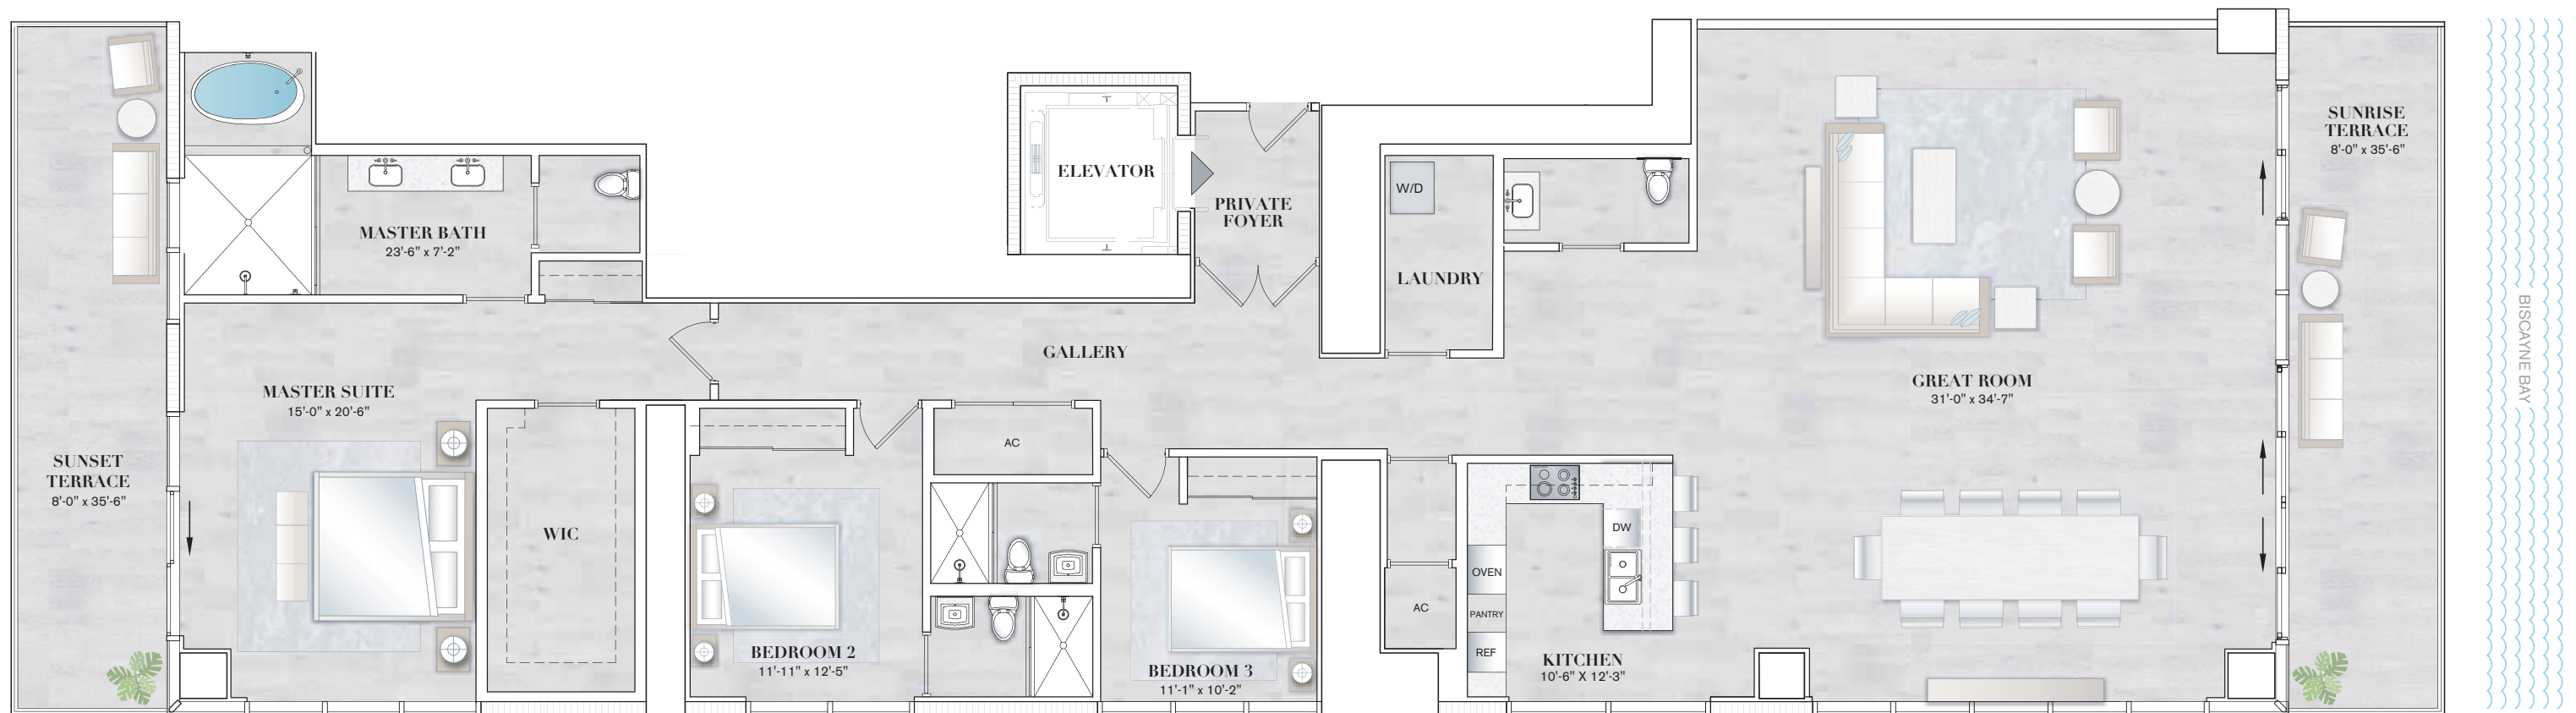 SUNSET
TERRACE
8'-0" x 35'-6"
MASTER BATH
23'-6" x 7'-2"
MASTER SUITE
15'-0" x 20'-6"
WIC
ELEVATOR
PRIVATE
FOYER
GALLERY
BEDROOM 2
11'-11" x 12'-5"
AC
BEDROOM 3
11'-1" x 10'-2"
W/D
LAUNDRY
AC
OVEN
PANTRY
REF
DW
KITCHEN
10'-6" X 12'-3"
GREAT ROOM
31'-0" x 34'-7"
SUNRISE
TERRACE
8'-0" x 35'-6"
BISCAYNE BAY